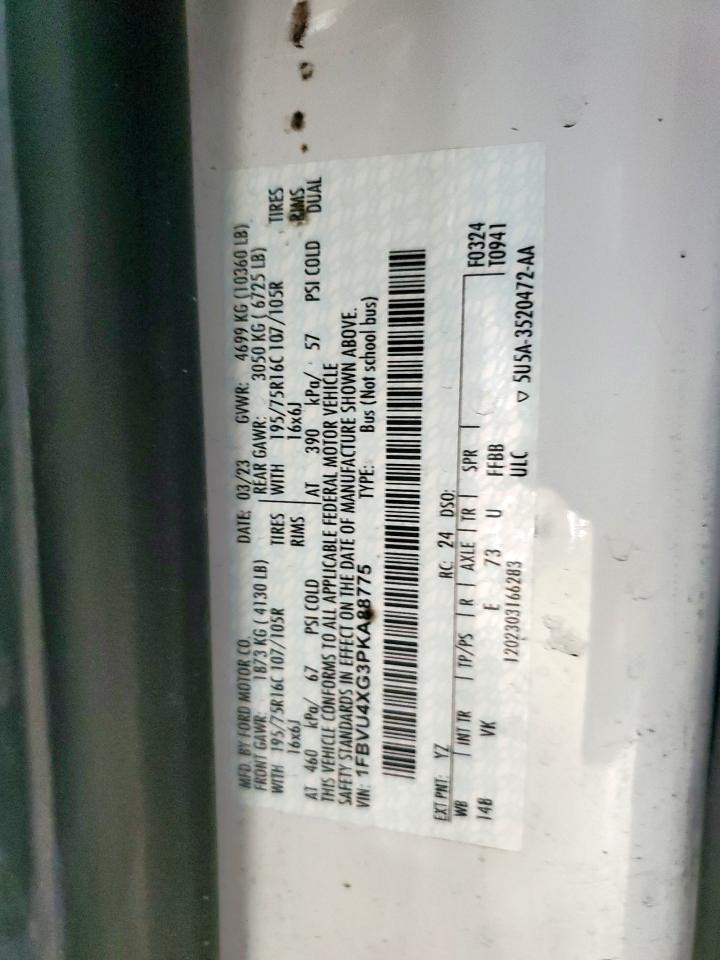 MFD. BY FORD MOTOR CO.
DATE: 03/23 GVWR: 4699 KG (10360 LB)
FRONT GAWR: 1873 KG ( 4130 LB)
REAR GAWR: 3050 KG ( 6725 LB)
WITH 195/75R16C 107/105R TIRES
WITH 195/75R16C 107/105R TIRES
16x6J RIMS
16x6J RIMS
AT 460 kPa/ 67 PSI COLD
AT 390 kPa/ 57 PSI COLD DUAL
THIS VEHICLE CONFORMS TO ALL APPLICABLE FEDERAL MOTOR VEHICLE
SAFETY STANDARDS IN EFFECT ON THE DATE OF MANUFACTURE SHOWN ABOVE.
VIN: 1FBVU4XG3PKA88775 TYPE: Bus (Not school bus)
EXT PNT: YZ RC: 24 DSO: F0324
WB INT TR TP/PS R AXLE TR SPR T0941
148 VK E 73 U FFBB
1202303166283 ULC ▽ 5U5A-3520472-AA